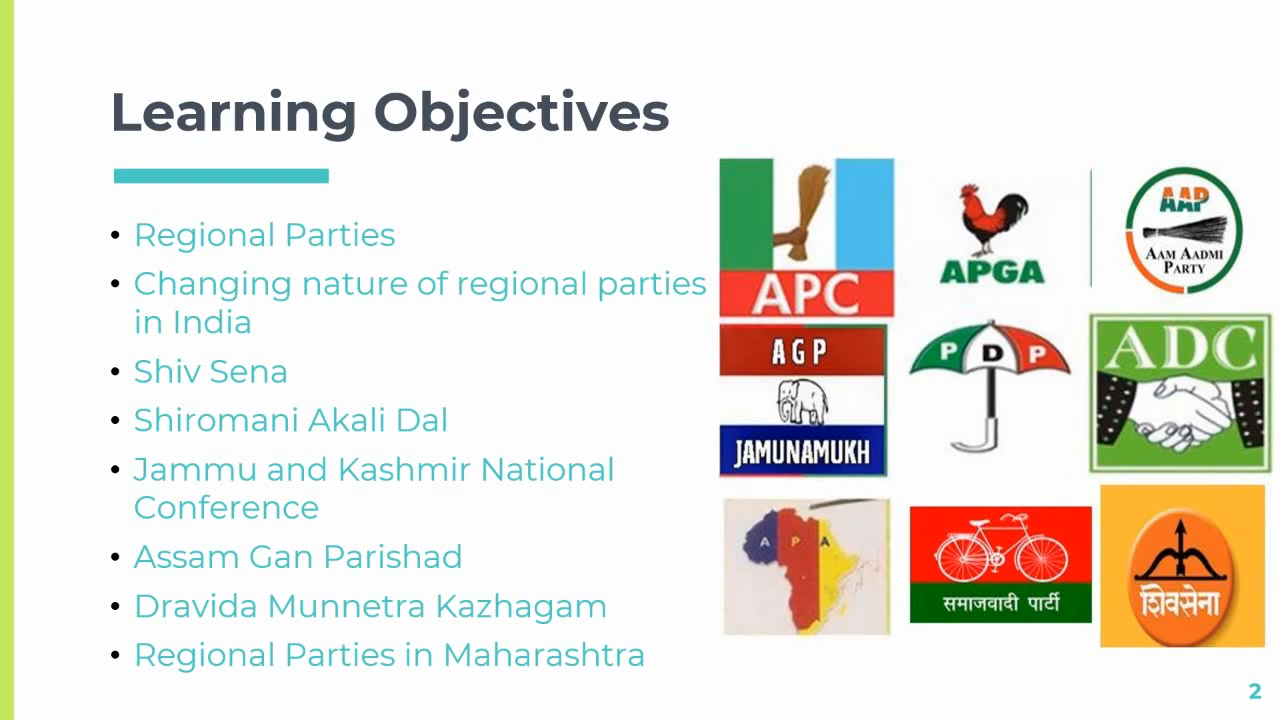 Learning Objectives
• Regional Parties
• Changing nature of regional parties
in India
• Shiv Sena
• Shiromani Akali Dal
• Jammu and Kashmir National
Conference
• Assam Gan Parishad
• Dravida Munnetra Kazhagam
• Regional Parties in Maharashtra
APC
APGA
AAP
AAM AADMI
PARTY
AGP
JAMUNAMUKH
P D P
ADC
A P A
समाजवादी पार्टी
शिवसेना
2